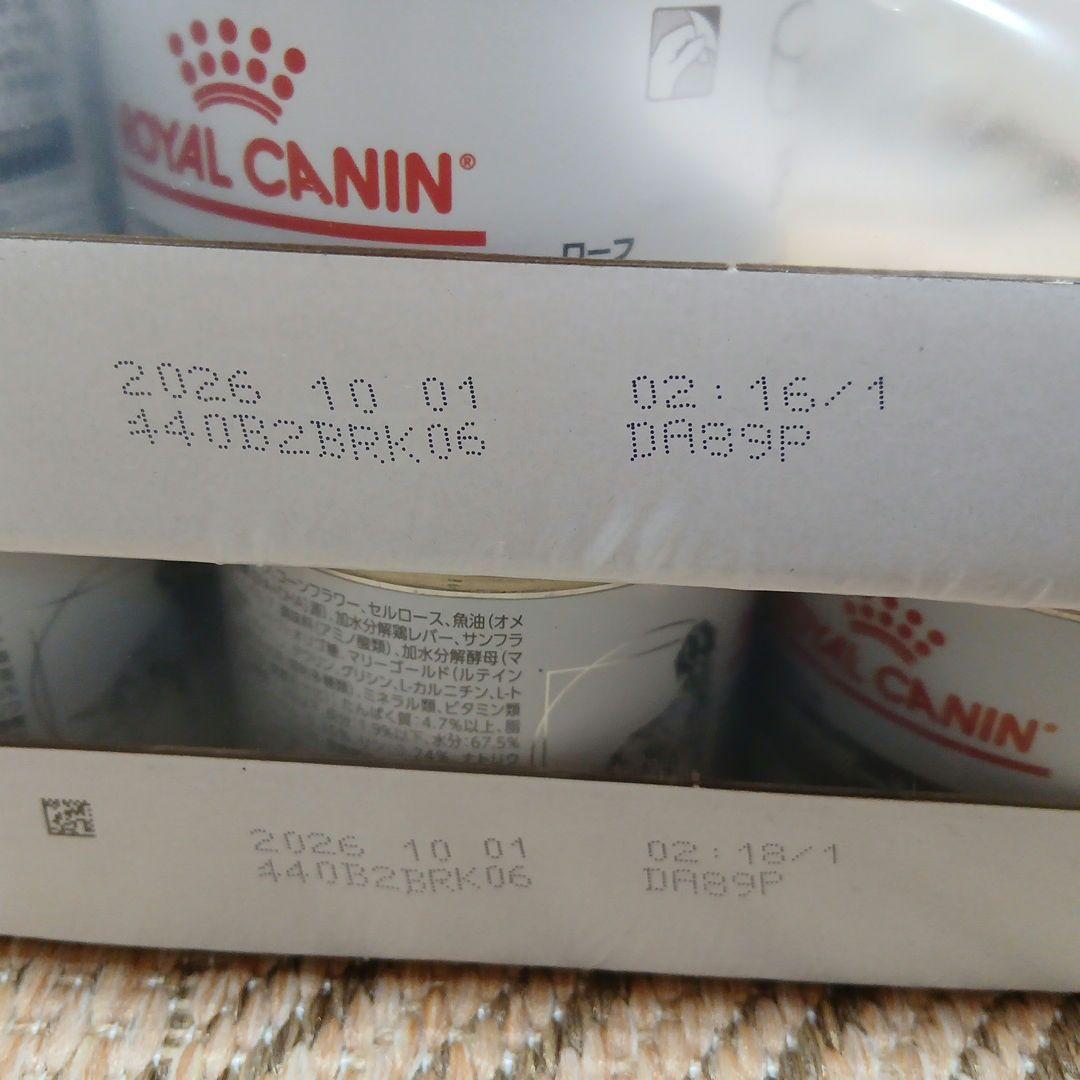 ROYAL CANIN®
ローフ
2026 10 01 02:16/1
440B2BRK06 DA89P
コーンフラワー、セルロース、魚油(オメ
加水分解鶏レバー、サンフラ
(アミノ酸類)、加水分解酵母(マ
マリーゴールド(ルテイン
グリシン、L-カルニチン、L-ト
ミネラル類、ビタミン類
たんぱく質:4.7%以上、脂
水分:67.5%
ROYAL CANIN
2026 10 01 02:18/1
440B2BRK06 DA89P